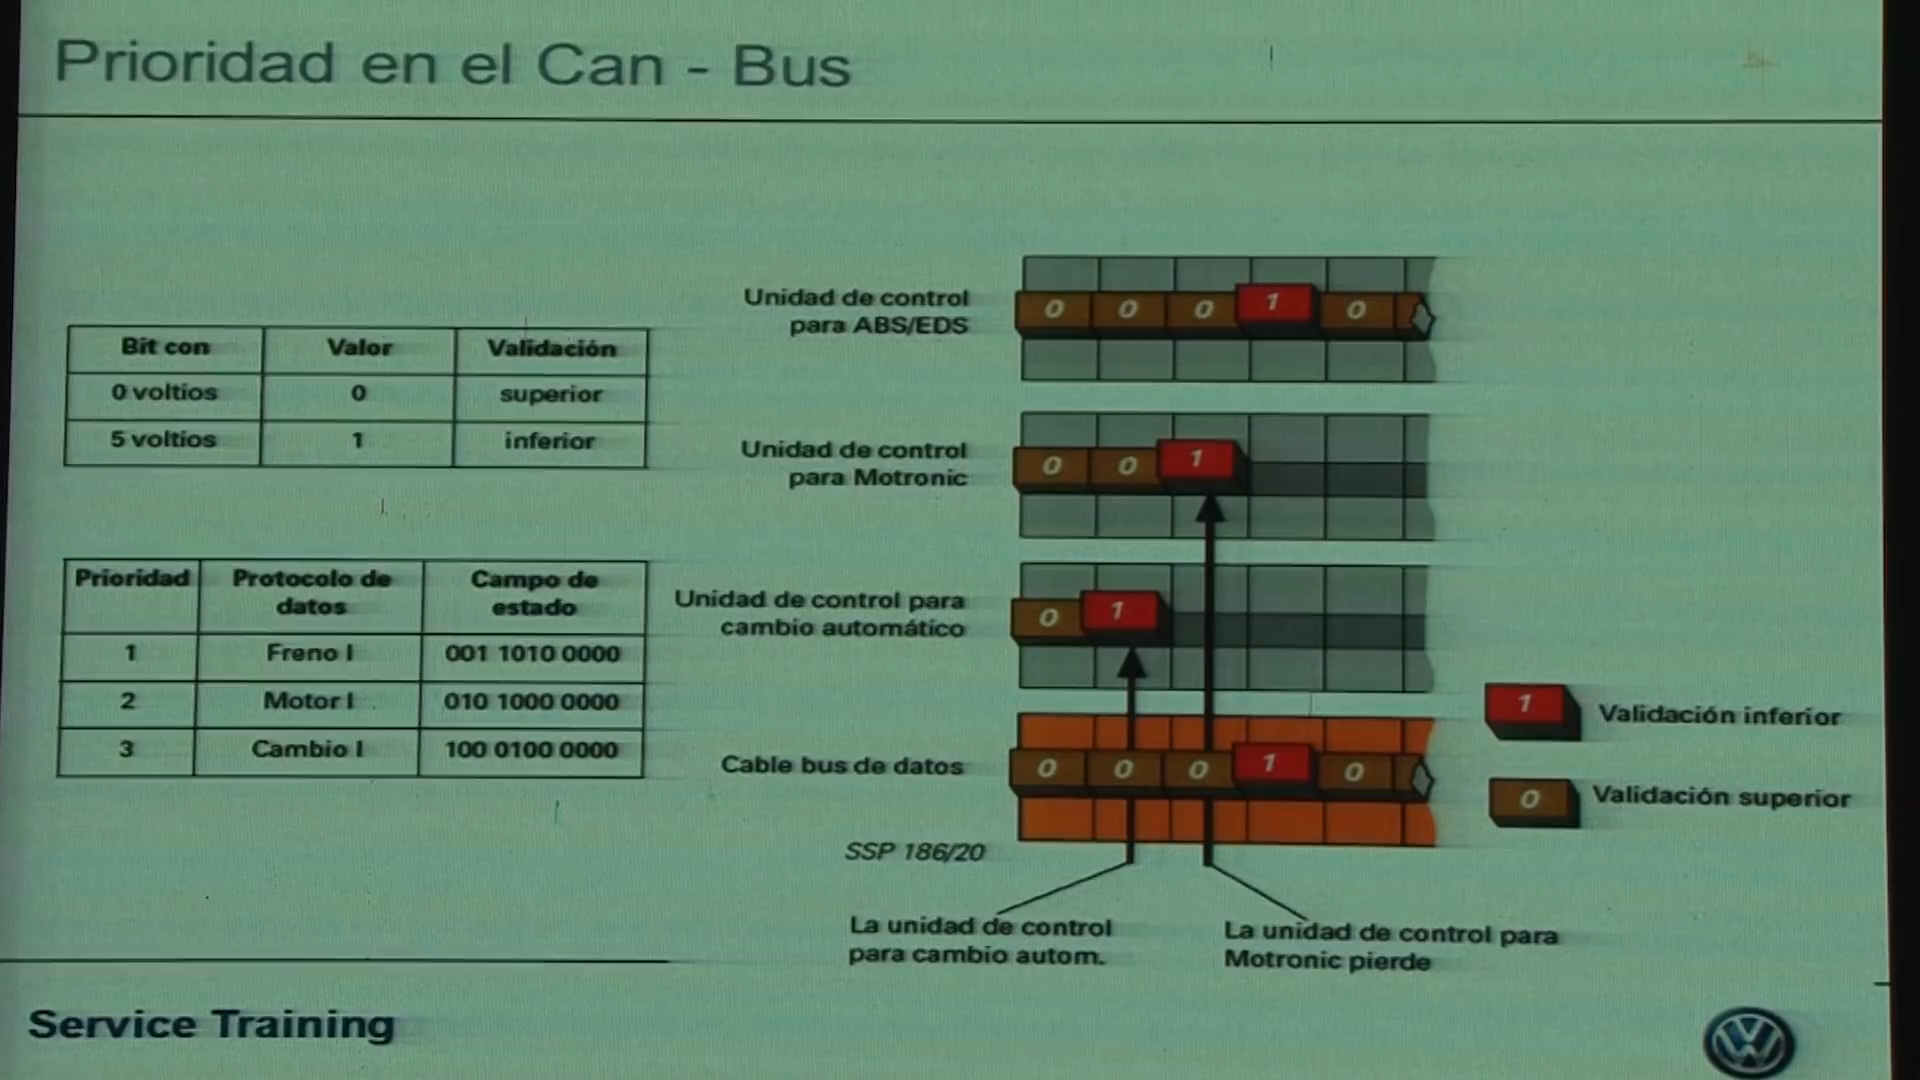 Prioridad en el Can - Bus
Bit con Valor Validación
0 voltios 0 superior
5 voltios 1 inferior
Prioridad Protocolo de datos Campo de estado
1 Freno I 001 1010 0000
2 Motor I 010 1000 0000
3 Cambio I 100 0100 0000
Unidad de control
para ABS/EDS
0 0 0 1 0
Unidad de control
para Motronic
0 0 1
Unidad de control para
cambio automático
0 1
Cable bus de datos
0 0 0 1 0
1 Validación inferior
0 Validación superior
SSP 186/20
La unidad de control
para cambio autom.
La unidad de control para
Motronic pierde
Service Training
VW